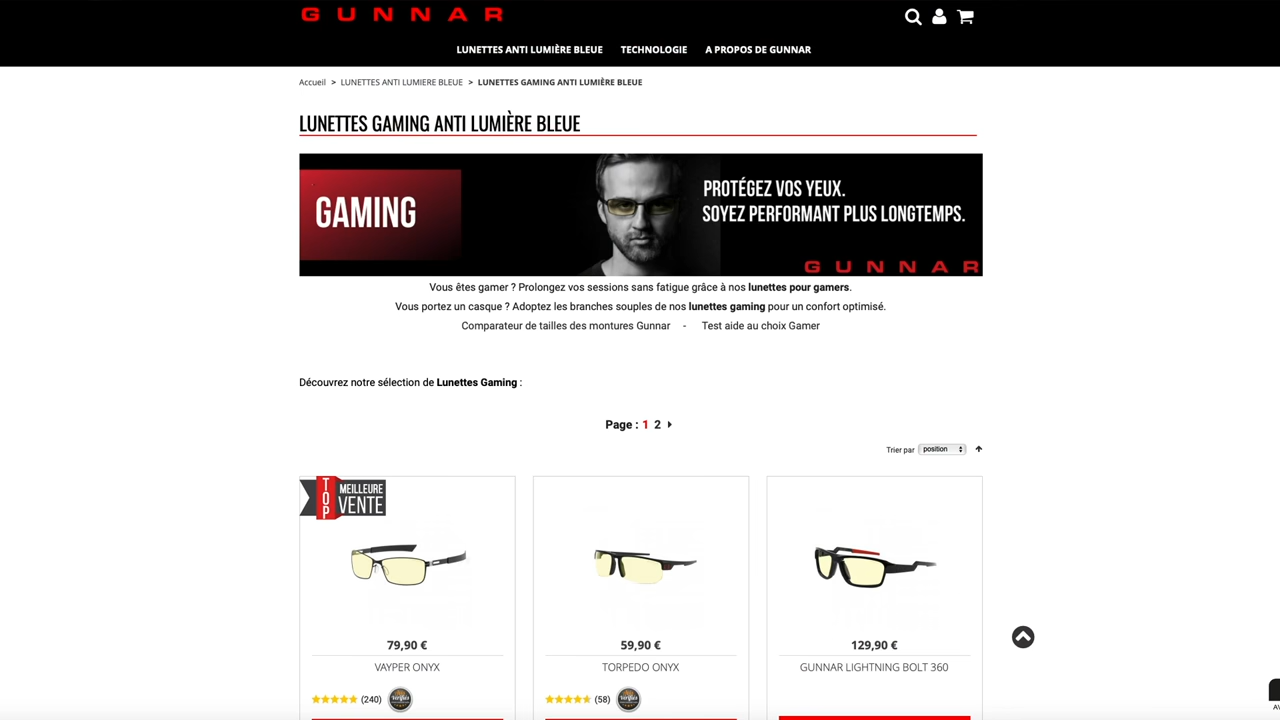 GUNNAR
LUNETTES ANTI LUMIÈRE BLEUE TECHNOLOGIE A PROPOS DE GUNNAR
Accueil > LUNETTES ANTI LUMIERE BLEUE > LUNETTES GAMING ANTI LUMIÈRE BLEUE
LUNETTES GAMING ANTI LUMIÈRE BLEUE
GAMING
PROTÉGEZ VOS YEUX.
SOYEZ PERFORMANT PLUS LONGTEMPS.
GUNNAR
Vous êtes gamer ? Prolongez vos sessions sans fatigue grâce à nos lunettes pour gamers.
Vous portez un casque ? Adoptez les branches souples de nos lunettes gaming pour un confort optimisé.
Comparateur de tailles des montures Gunnar - Test aide au choix Gamer
Découvrez notre sélection de Lunettes Gaming :
Page : 1 2
Trier par position
TOP MEILLEURE VENTE
79,90 € 59,90 € 129,90 €
VAYPER ONYX TORPEDO ONYX GUNNAR LIGHTNING BOLT 360
(240) (58)